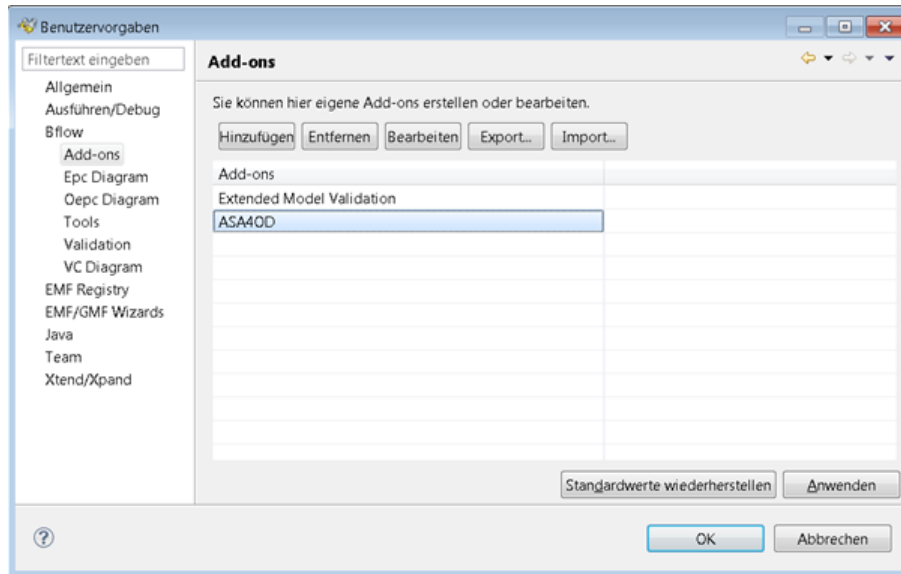 Benutzervorgaben
Filtertext eingeben
Allgemein
Ausführen/Debug
Bflow
Add-ons
Epc Diagram
Oepc Diagram
Tools
Validation
VC Diagram
EMF Registry
EMF/GMF Wizards
Java
Team
Xtend/Xpand
Add-ons
Sie können hier eigene Add-ons erstellen oder bearbeiten.
Hinzufügen Entfernen Bearbeiten Export... Import...
Add-ons
Extended Model Validation
ASA4OD
Standardwerte wiederherstellen Anwenden
? OK Abbrechen